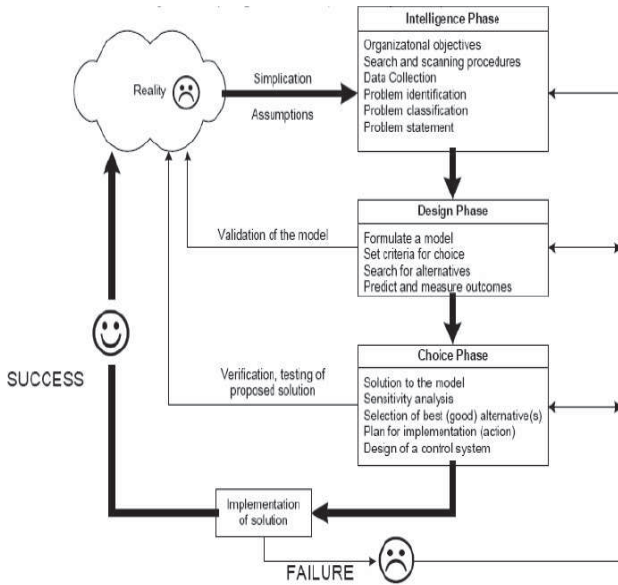 Intelligence Phase
Organizatonal objectives
Search and scanning procedures
Data Collection
Problem identification
Problem classification
Problem statement
Reality
Simplication
Assumptions
Design Phase
Formulate a model
Set criteria for choice
Search for alternatives
Predict and measure outcomes
Validation of the model
Choice Phase
Solution to the model
Sensitivity analysis
Selection of best (good) alternative(s)
Plan for implementation (action)
Design of a control system
Verification, testing of
proposed solution
SUCCESS
Implementation
of solution
FAILURE